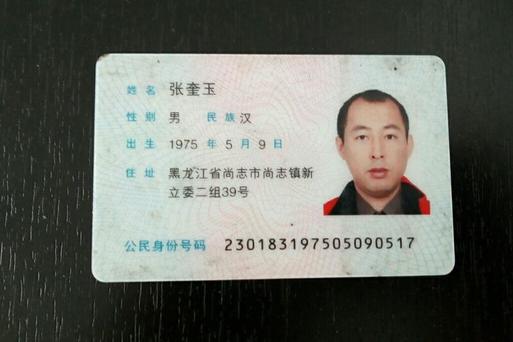 姓名 张奎玉
性别 男 民族 汉
出生 1975 年 5 月 9 日
住址 黑龙江省尚志市尚志镇新
立委二组39号
公民身份号码 230183197505090517